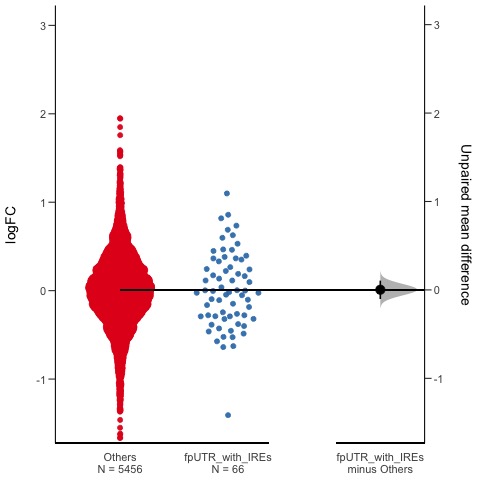 3
2
1
0
-1
logFC
3
2
1
0
-1
Unpaired mean difference
Others
N = 5456
fpUTR_with_IREs
N = 66
fpUTR_with_IREs
minus Others